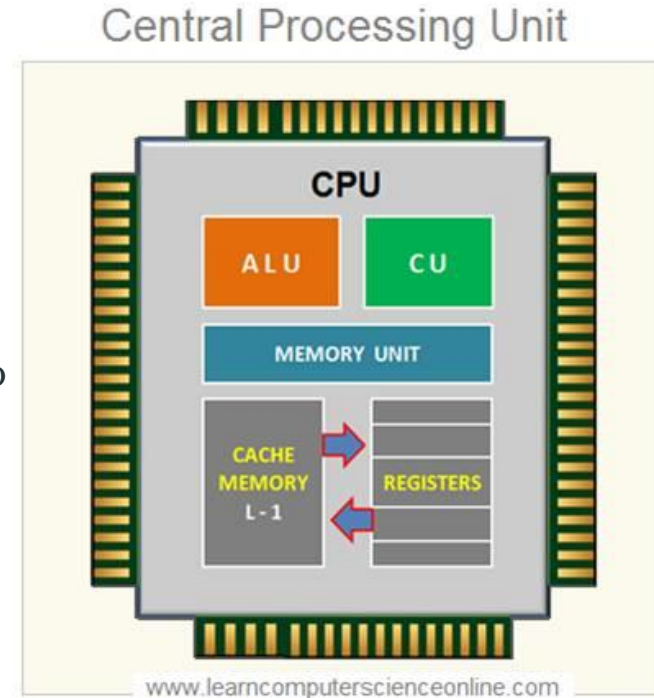 Central Processing Unit
CPU
ALU
CU
MEMORY UNIT
CACHE
MEMORY
L - 1
REGISTERS
www.learncomputerscienceonline.com